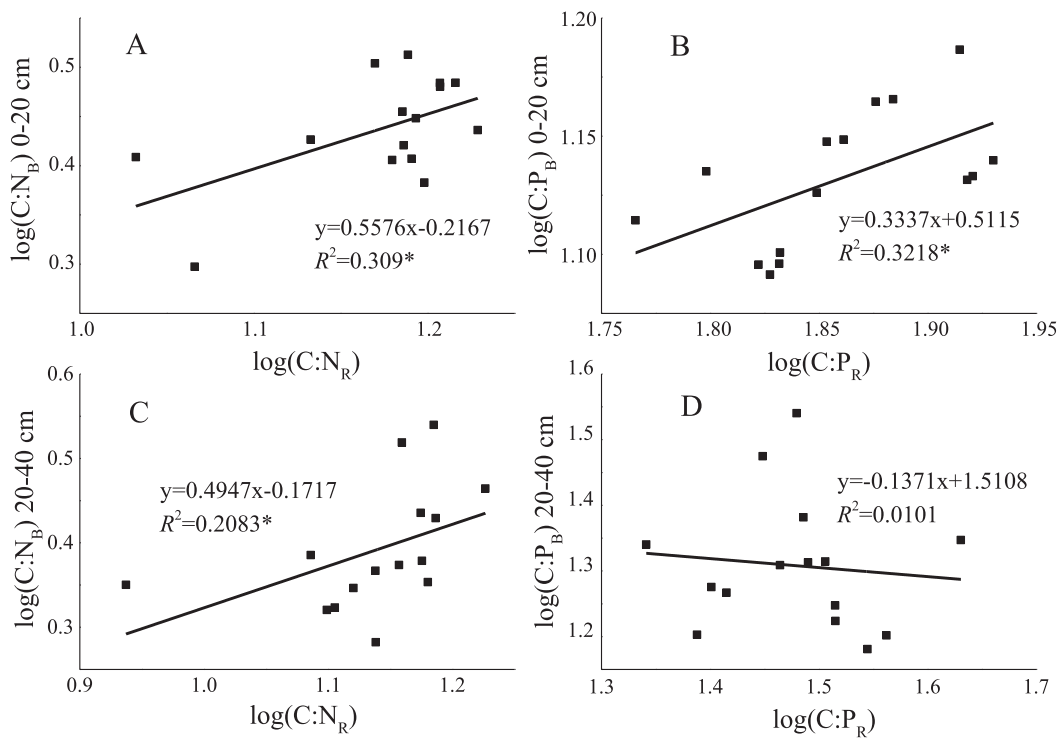 A
log(C:N_B) 0-20 cm
0.5
0.4
0.3
y=0.5576x-0.2167
R²=0.309*
1.0 1.1 1.2
log(C:N_R)
B
log(C:P_B) 0-20 cm
1.20
1.15
1.10
y=0.3337x+0.5115
R²=0.3218*
1.75 1.80 1.85 1.90 1.95
log(C:P_R)
C
log(C:N_B) 20-40 cm
0.6
0.5
0.4
0.3
y=0.4947x-0.1717
R²=0.2083*
0.9 1.0 1.1 1.2
log(C:N_R)
D
log(C:P_B) 20-40 cm
1.6
1.5
1.4
1.3
1.2
y=-0.1371x+1.5108
R²=0.0101
1.3 1.4 1.5 1.6 1.7
log(C:P_R)